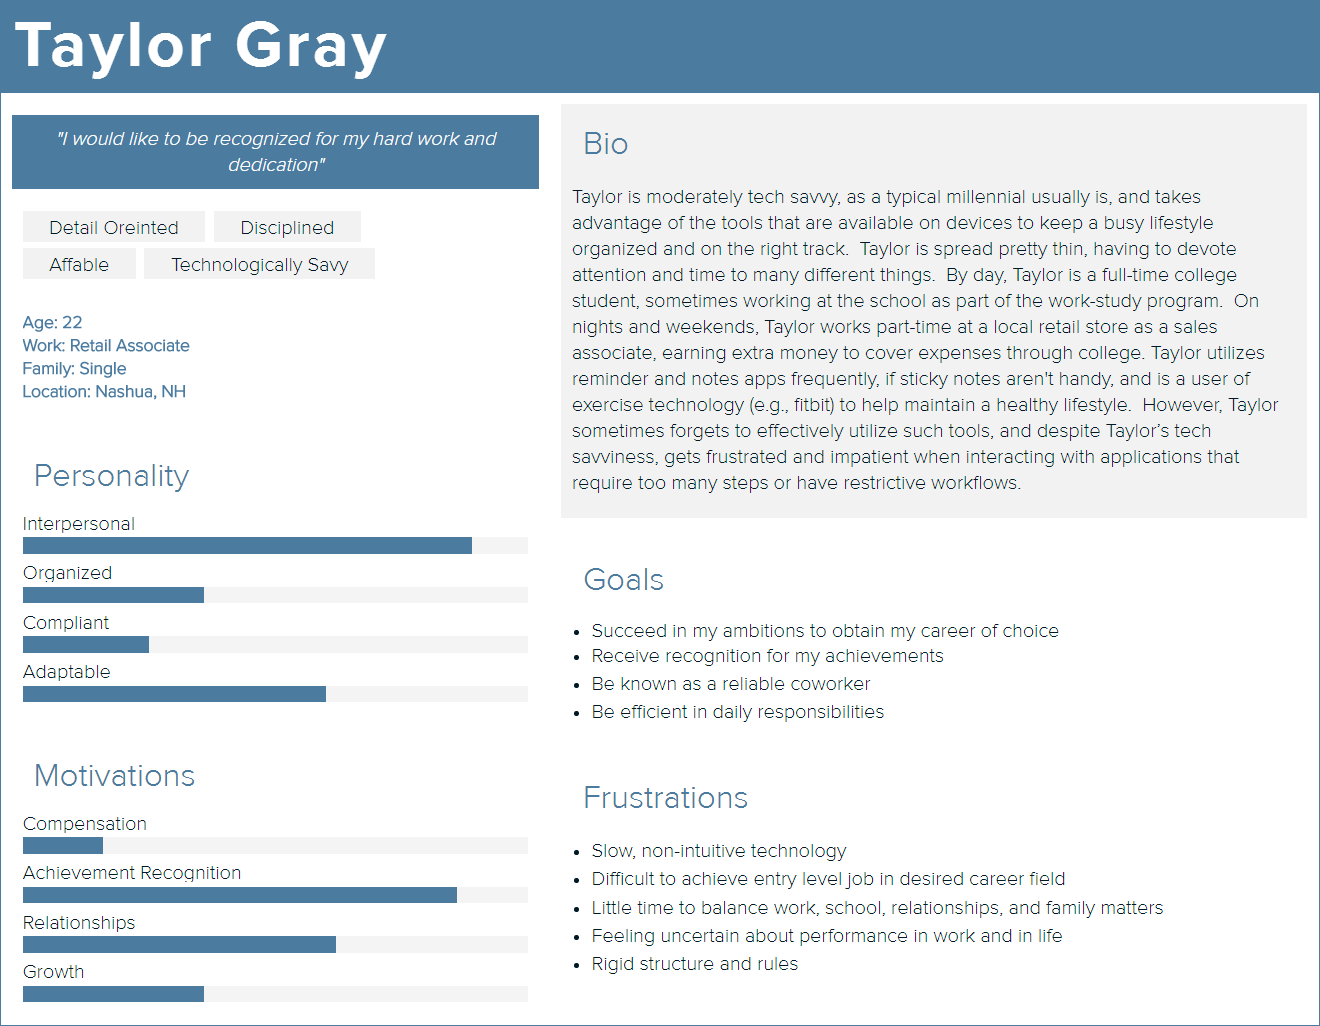 Taylor Gray
"I would like to be recognized for my hard work and
dedication"
Detail Oreinted Disciplined
Affable Technologically Savy
Age: 22
Work: Retail Associate
Family: Single
Location: Nashua, NH
Personality
Interpersonal
Organized
Compliant
Adaptable
Motivations
Compensation
Achievement Recognition
Relationships
Growth
Bio
Taylor is moderately tech savvy, as a typical millennial usually is, and takes
advantage of the tools that are available on devices to keep a busy lifestyle
organized and on the right track.  Taylor is spread pretty thin, having to devote
attention and time to many different things.  By day, Taylor is a full-time college
student, sometimes working at the school as part of the work-study program.  On
nights and weekends, Taylor works part-time at a local retail store as a sales
associate, earning extra money to cover expenses through college. Taylor utilizes
reminder and notes apps frequently, if sticky notes aren't handy, and is a user of
exercise technology (e.g., fitbit) to help maintain a healthy lifestyle.  However, Taylor
sometimes forgets to effectively utilize such tools, and despite Taylor’s tech
savviness, gets frustrated and impatient when interacting with applications that
require too many steps or have restrictive workflows.
Goals
• Succeed in my ambitions to obtain my career of choice
• Receive recognition for my achievements
• Be known as a reliable coworker
• Be efficient in daily responsibilities
Frustrations
• Slow, non-intuitive technology
• Difficult to achieve entry level job in desired career field
• Little time to balance work, school, relationships, and family matters
• Feeling uncertain about performance in work and in life
• Rigid structure and rules